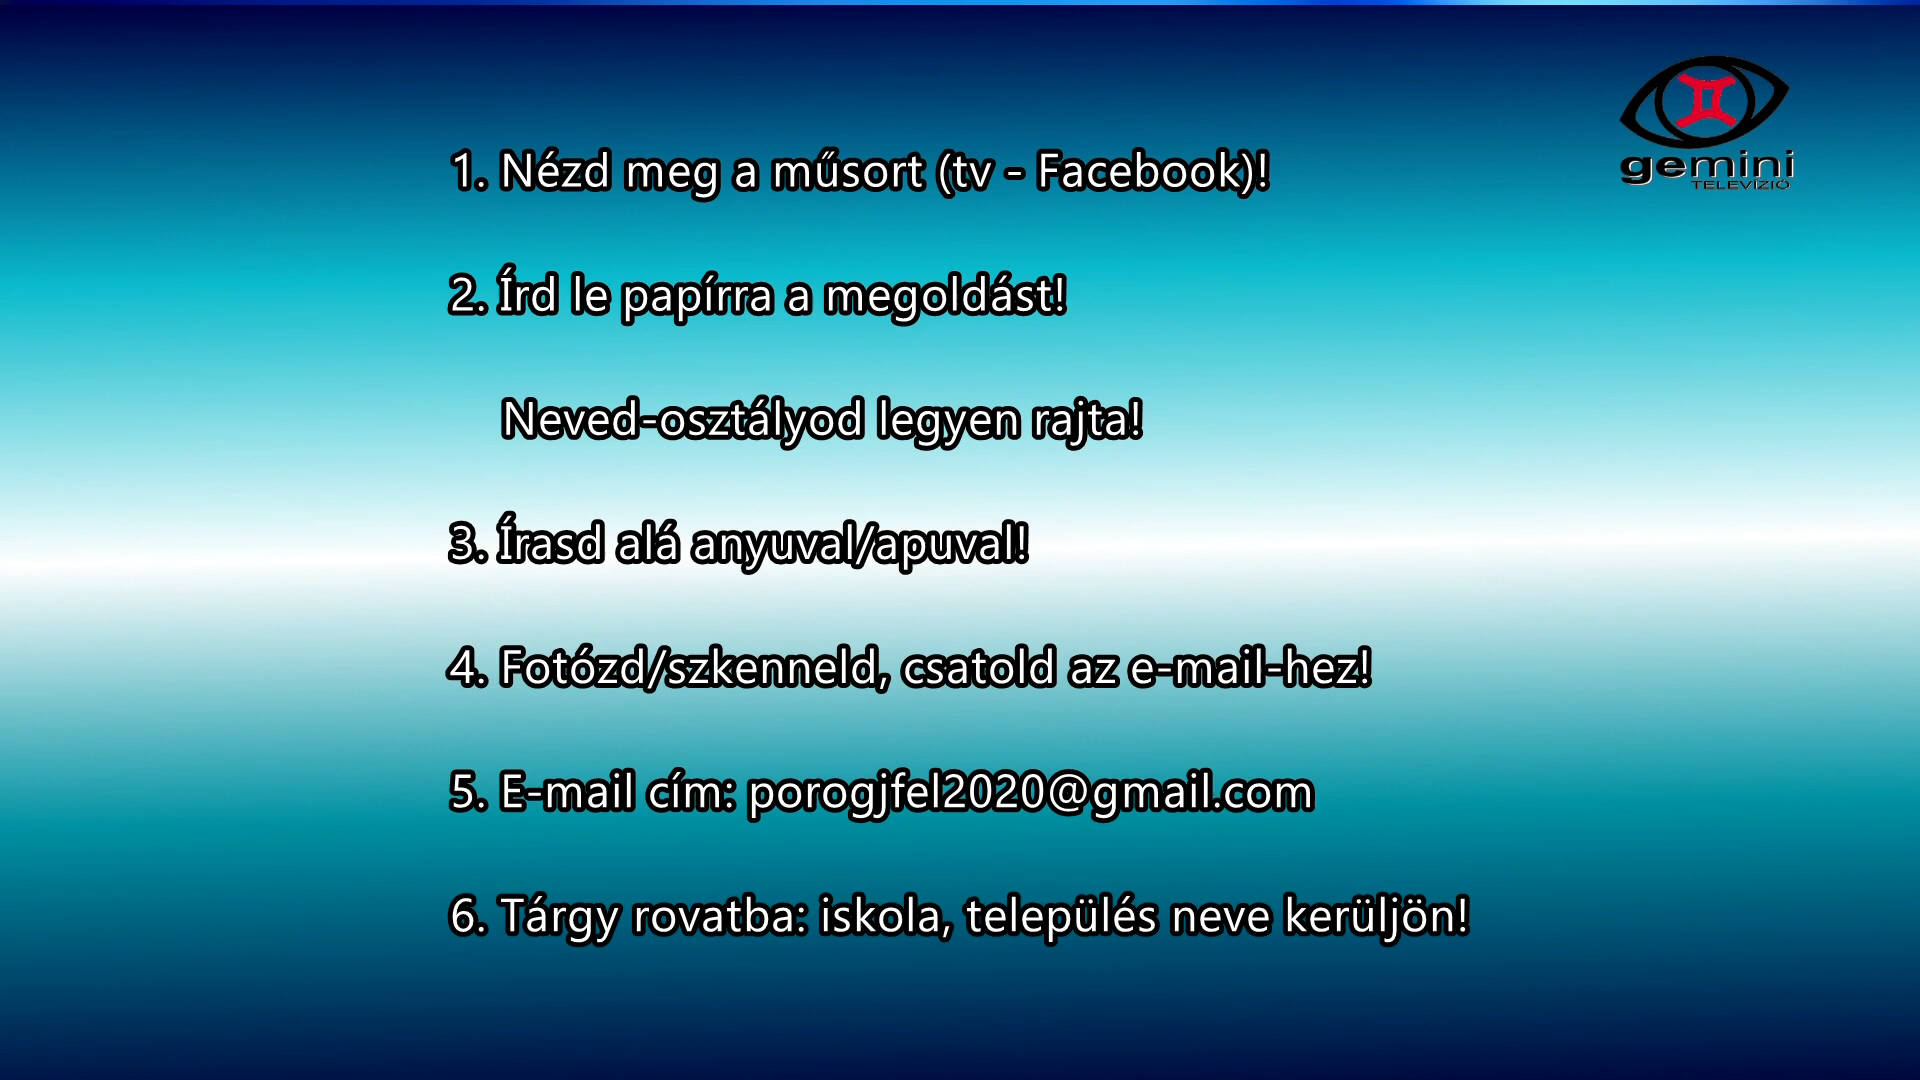 gemini
TELEVÍZIÓ
1. Nézd meg a műsort (tv - Facebook)!
2. Írd le papírra a megoldást!
Neved-osztályod legyen rajta!
3. Írasd alá anyuval/apuval!
4. Fotózd/szkenneld, csatold az e-mail-hez!
5. E-mail cím: porogjfel2020@gmail.com
6. Tárgy rovatba: iskola, település neve kerüljön!